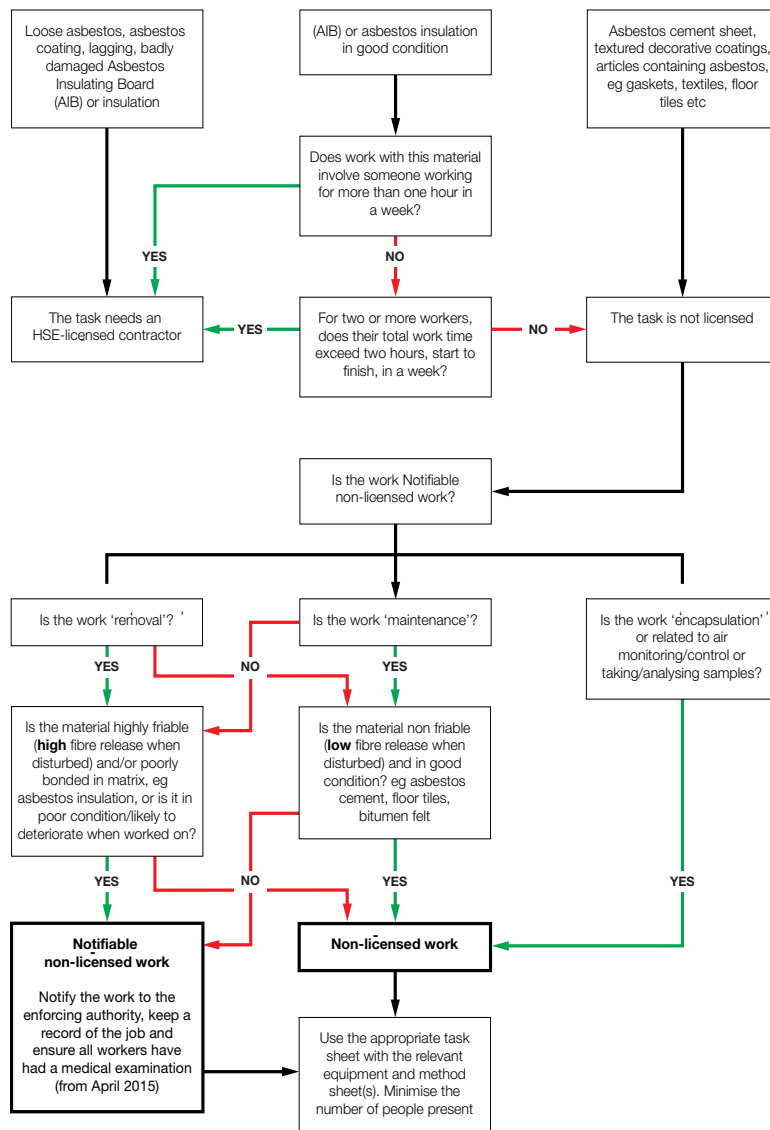 Loose asbestos, asbestos
coating, lagging, badly
damaged Asbestos
Insulating Board
(AIB) or insulation
(AIB) or asbestos insulation
in good condition
Asbestos cement sheet,
textured decorative coatings,
articles containing asbestos,
eg gaskets, textiles, floor
tiles etc
Does work with this material
involve someone working
for more than one hour in
a week?
YES
NO
The task needs an
HSE-licensed contractor
YES
For two or more workers,
does their total work time
exceed two hours, start to
finish, in a week?
NO
The task is not licensed
Is the work Notifiable
non-licensed work?
Is the work ‘removal’?
Is the work ‘maintenance’?
Is the work ‘encapsulation’
or related to air
monitoring/control or
taking/analysing samples?
YES
NO
YES
Is the material highly friable
(high fibre release when
disturbed) and/or poorly
bonded in matrix, eg
asbestos insulation, or is it in
poor condition/likely to
deteriorate when worked on?
Is the material non friable
(low fibre release when
disturbed) and in good
condition? eg asbestos
cement, floor tiles,
bitumen felt
YES
NO
YES
YES
Notifiable
non-licensed work
Notify the work to the
enforcing authority, keep a
record of the job and
ensure all workers have
had a medical examination
(from April 2015)
Non-licensed work
Use the appropriate task
sheet with the relevant
equipment and method
sheet(s). Minimise the
number of people present